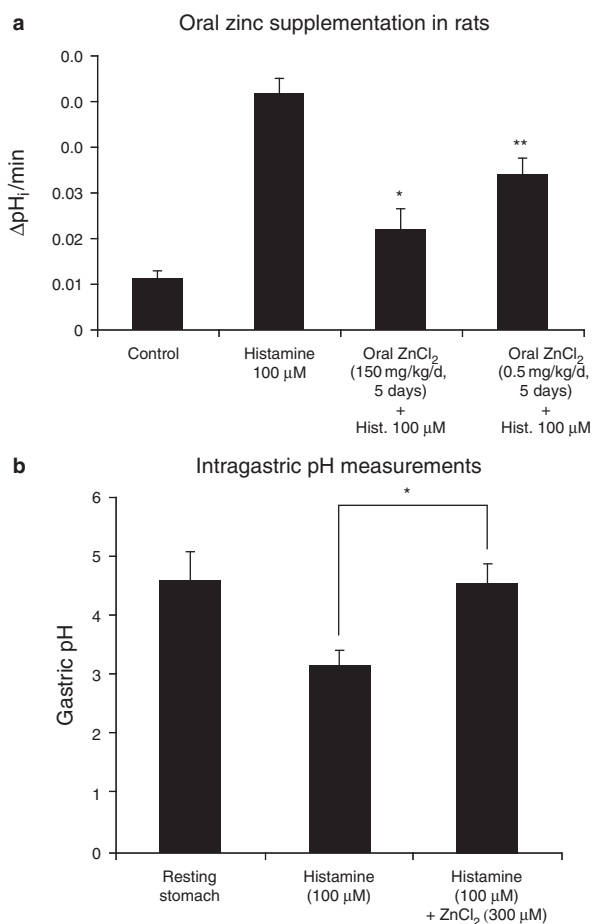 a
Oral zinc supplementation in rats
ΔpHᵢ/min
0.0
0.0
0.0
0.03
0.02
0.01
0
*
**
Control
Histamine
100 μM
Oral ZnCl₂
(150 mg/kg/d,
5 days)
+
Hist. 100 μM
Oral ZnCl₂
(0.5 mg/kg/d,
5 days)
+ Hist. 100 μM
b
Intragastric pH measurements
Gastric pH
6
5
4
3
2
1
0
*
Resting
stomach
Histamine
(100 μM)
Histamine
(100 μM)
+ ZnCl₂ (300 μM)